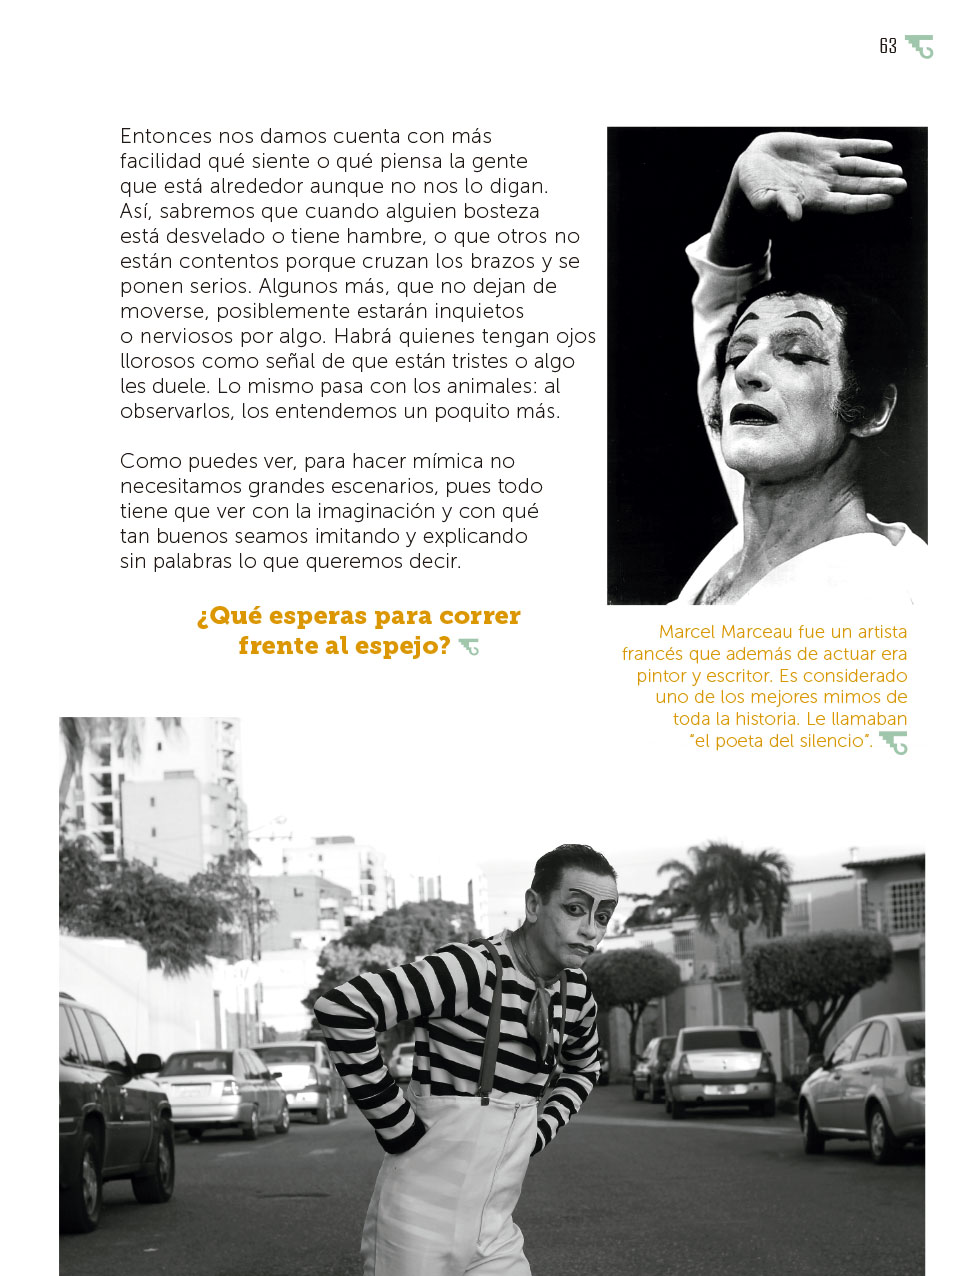 63
Entonces nos damos cuenta con más
facilidad qué siente o qué piensa la gente
que está alrededor aunque no nos lo digan.
Así, sabremos que cuando alguien bosteza
está desvelado o tiene hambre, o que otros no
están contentos porque cruzan los brazos y se
ponen serios. Algunos más, que no dejan de
moverse, posiblemente estarán inquietos
o nerviosos por algo. Habrá quienes tengan ojos
llorosos como señal de que están tristes o algo
les duele. Lo mismo pasa con los animales: al
observarlos, los entendemos un poquito más.
Como puedes ver, para hacer mímica no
necesitamos grandes escenarios, pues todo
tiene que ver con la imaginación y con qué
tan buenos seamos imitando y explicando
sin palabras lo que queremos decir.
¿Qué esperas para correr
frente al espejo?
Marcel Marceau fue un artista
francés que además de actuar era
pintor y escritor. Es considerado
uno de los mejores mimos de
toda la historia. Le llamaban
“el poeta del silencio”.